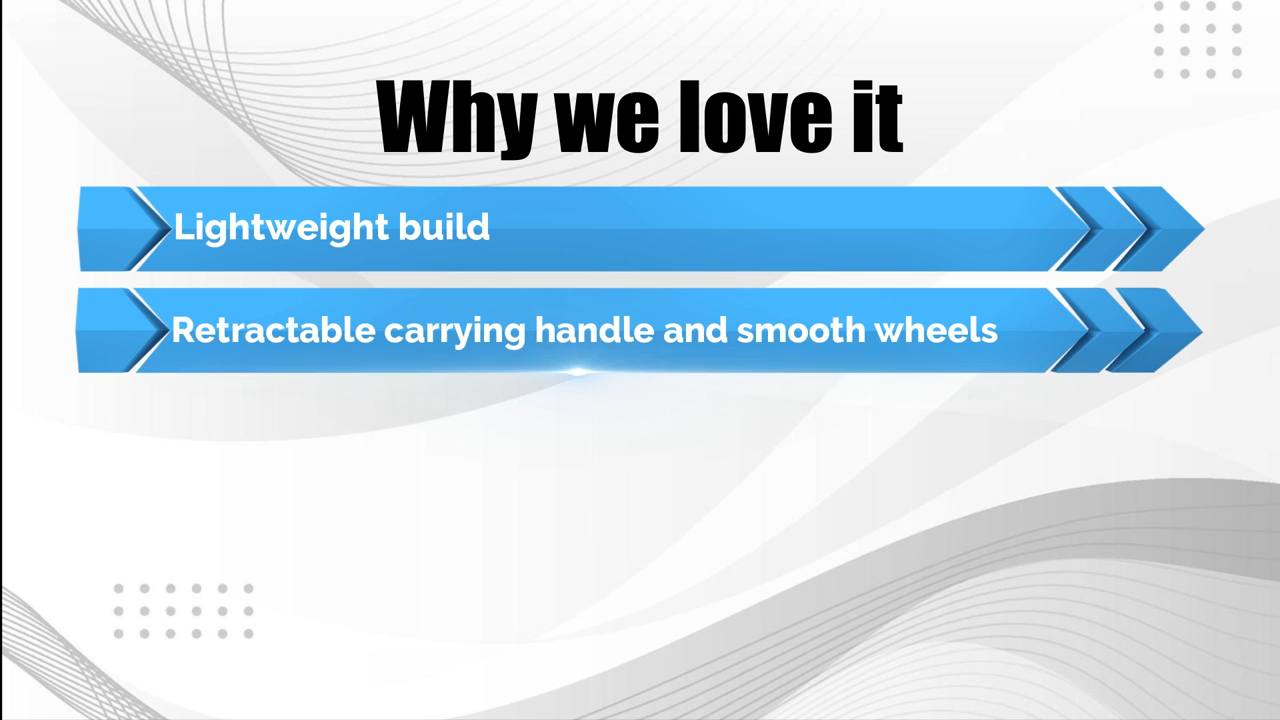 Why we love it
Lightweight build
Retractable carrying handle and smooth wheels